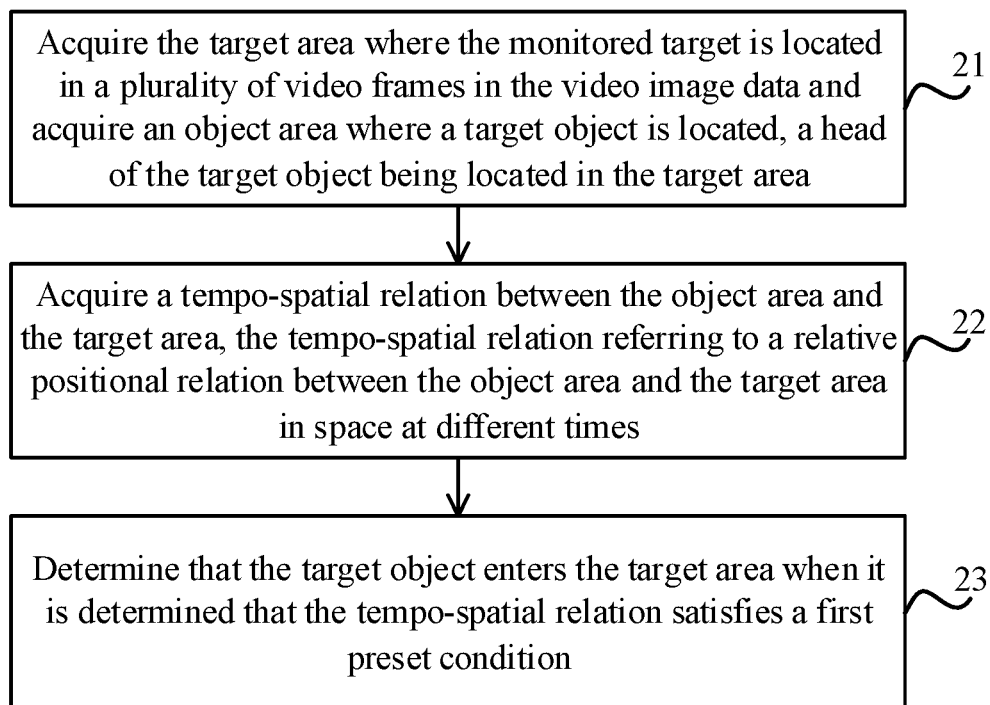 Acquire the target area where the monitored target is located
in a plurality of video frames in the video image data and
acquire an object area where a target object is located, a head
of the target object being located in the target area
21
Acquire a tempo-spatial relation between the object area and
the target area, the tempo-spatial relation referring to a relative
positional relation between the object area and the target area
in space at different times
22
Determine that the target object enters the target area when it
is determined that the tempo-spatial relation satisfies a first
preset condition
23